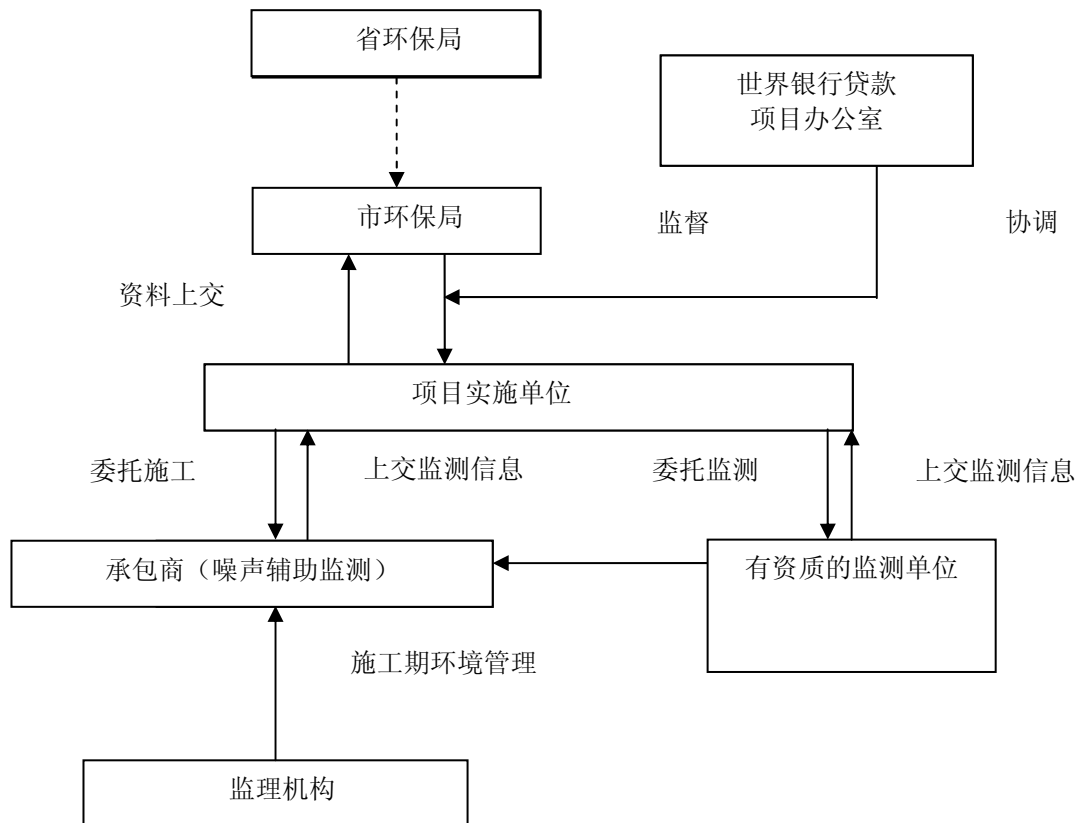 省环保局
世界银行贷款
项目办公室
市环保局
监督
协调
资料上交
项目实施单位
委托施工
上交监测信息
委托监测
上交监测信息
承包商（噪声辅助监测）
有资质的监测单位
施工期环境管理
监理机构